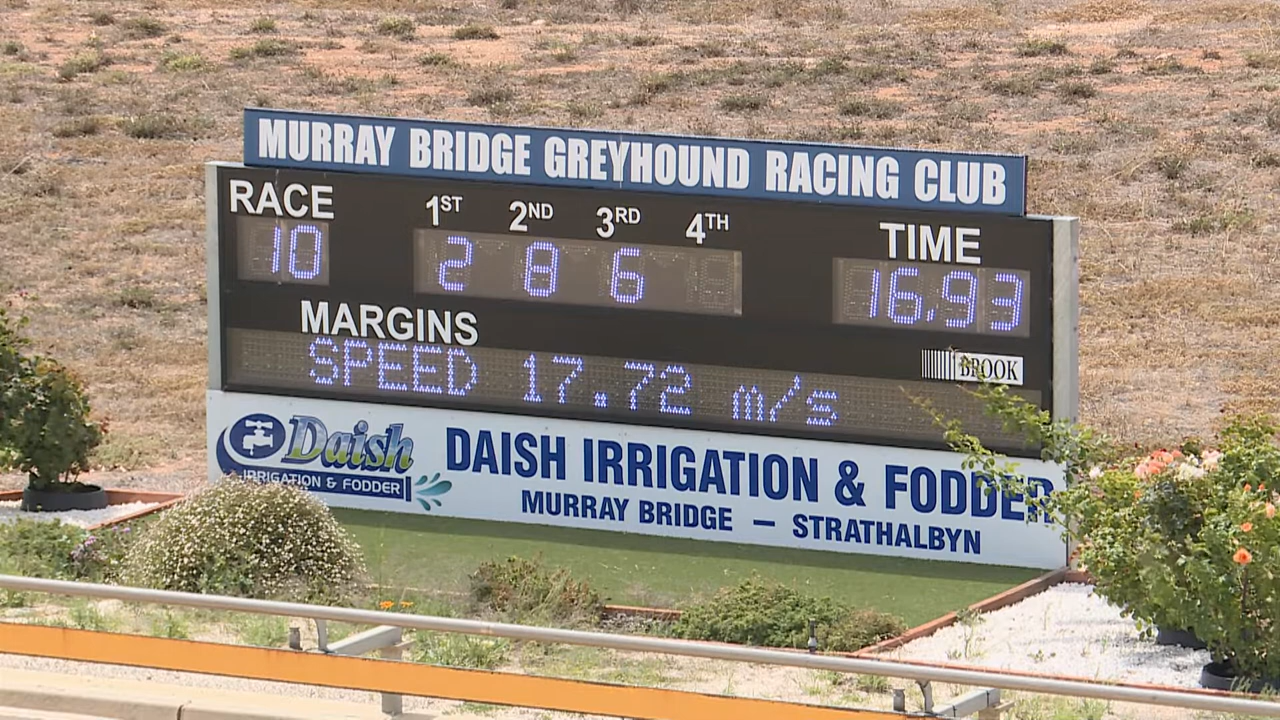 MURRAY BRIDGE GREYHOUND RACING CLUB
RACE 1ST 2ND 3RD 4TH TIME
10 2 8 6 16.93
MARGINS
BROOK
SPEED 17.72 m/s
Daish
IRRIGATION & FODDER
DAISH IRRIGATION & FODDER
MURRAY BRIDGE – STRATHALBYN